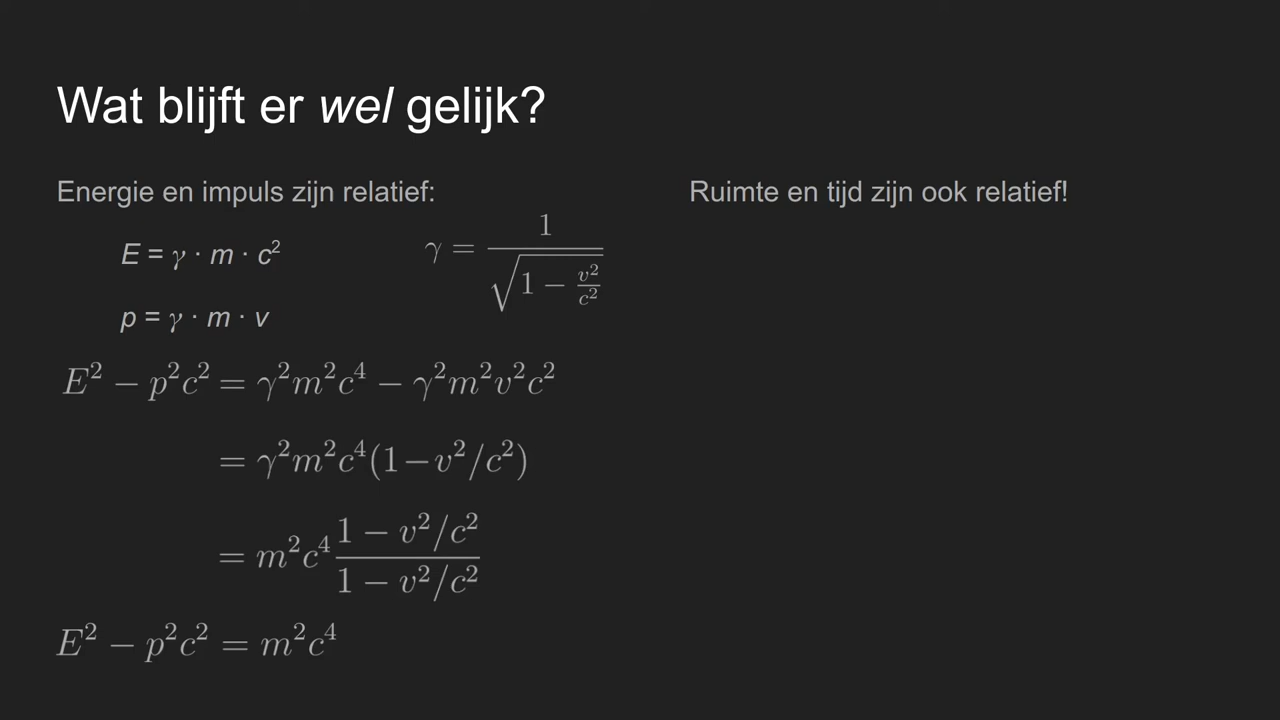 Wat blijft er wel gelijk?
Energie en impuls zijn relatief:
E = γ · m · c²
γ = 1 / √(1 − v²/c²)
p = γ · m · v
E² − p²c² = γ²m²c⁴ − γ²m²v²c²
= γ²m²c⁴(1−v²/c²)
= m²c⁴ (1 − v²/c²) / (1 − v²/c²)
E² − p²c² = m²c⁴
Ruimte en tijd zijn ook relatief!